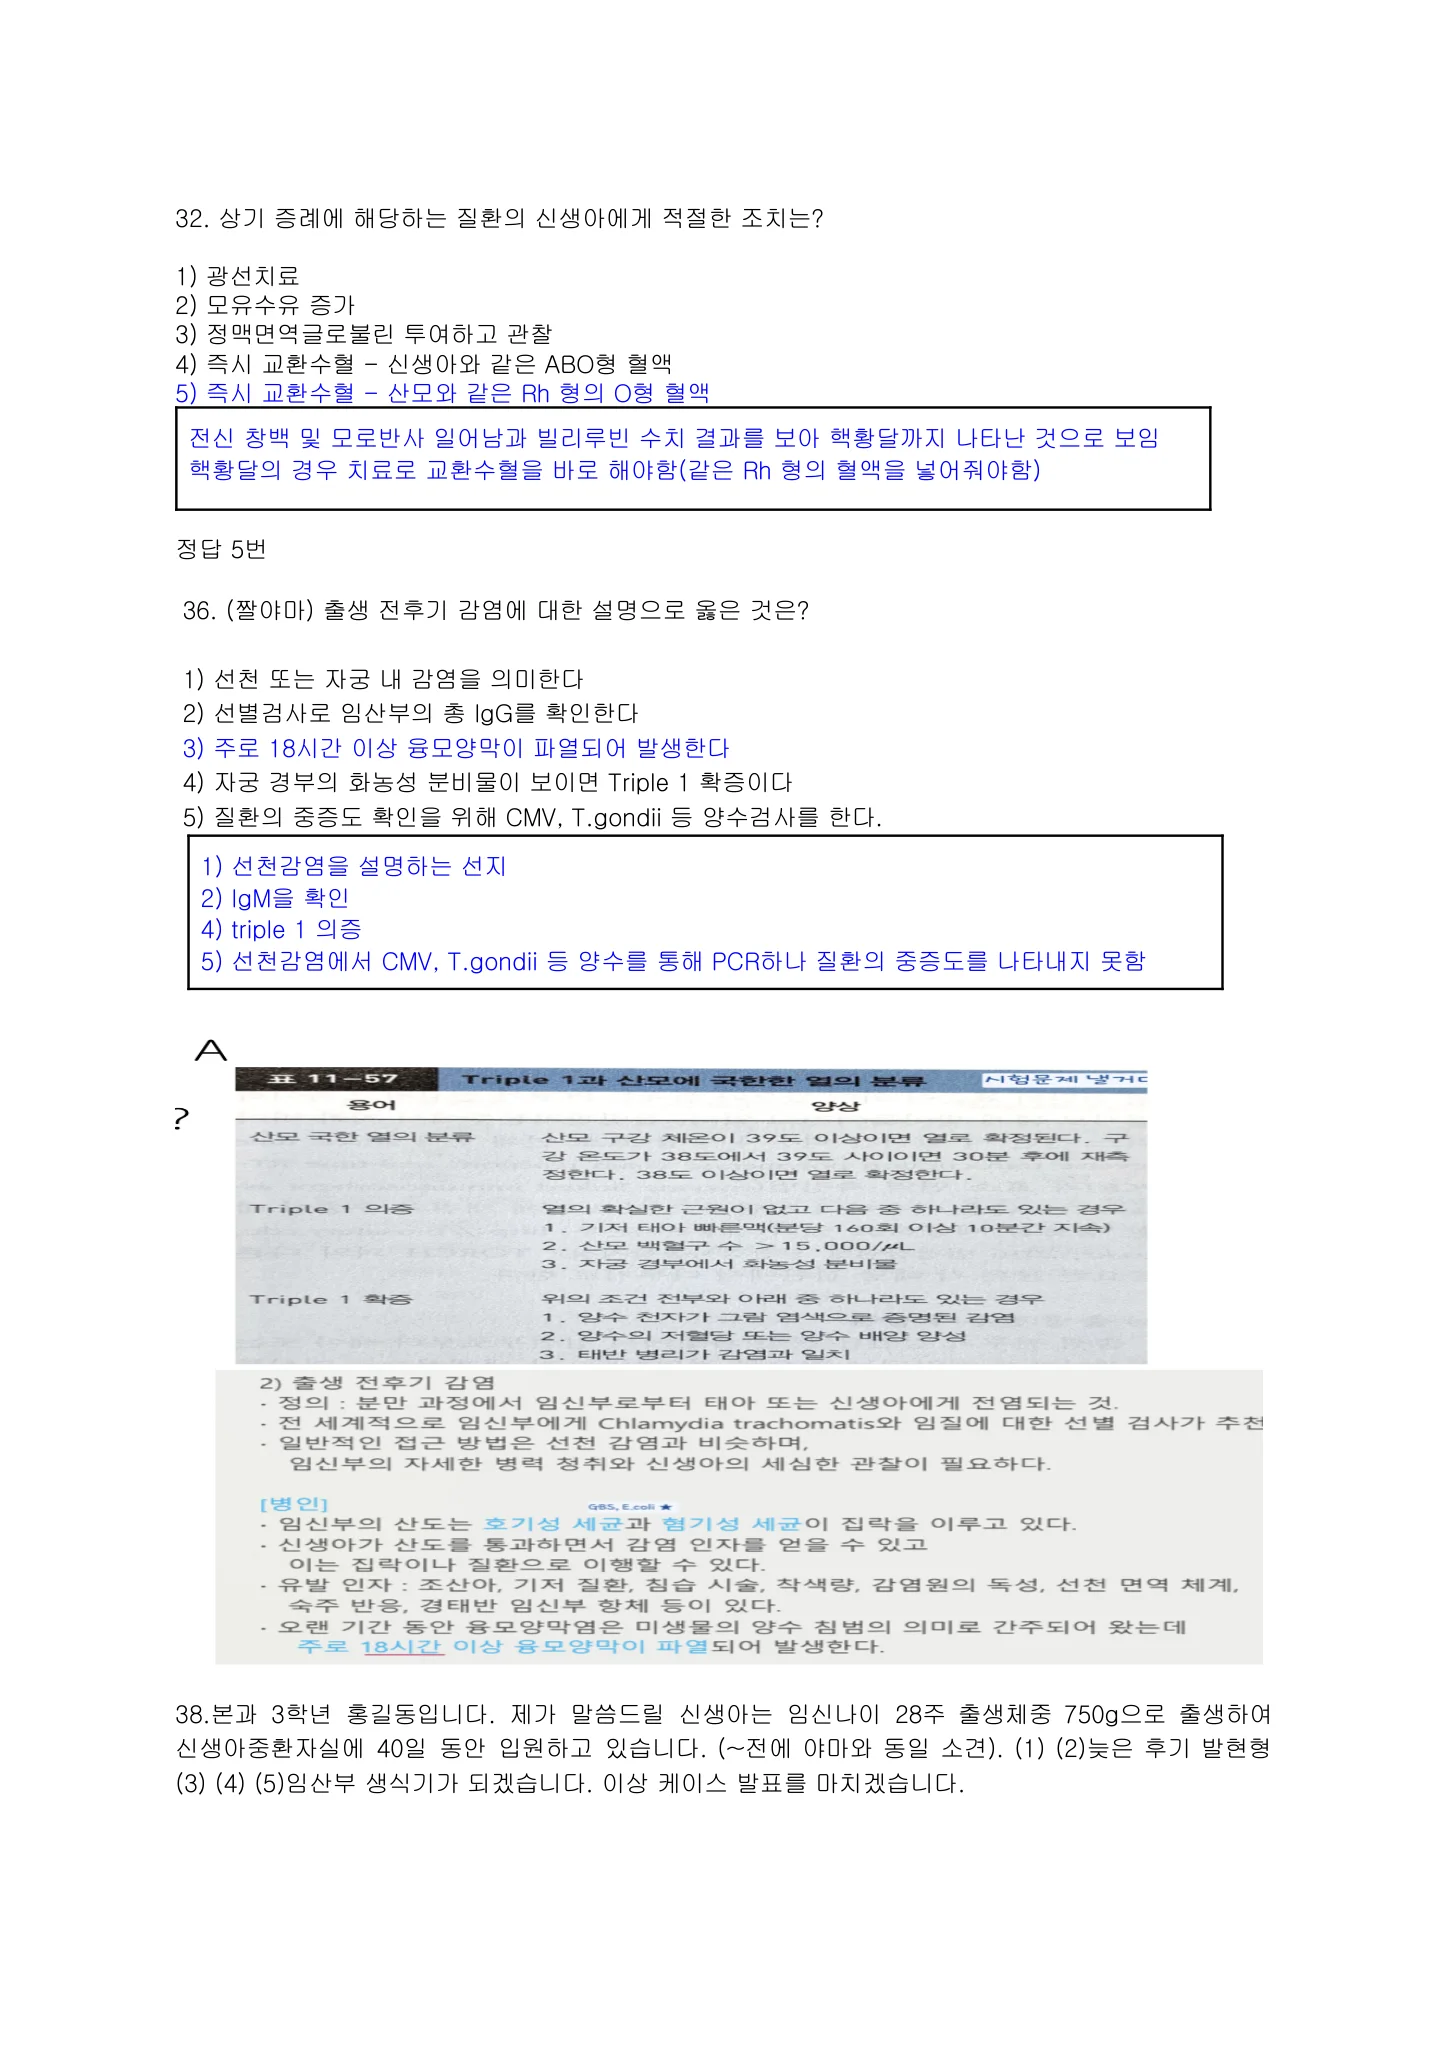 32. 상기 증례에 해당하는 질환의 신생아에게 적절한 조치는?
1) 광선치료
2) 모유수유 증가
3) 정맥면역글로불린 투여하고 관찰
4) 즉시 교환수혈 - 신생아와 같은 ABO형 혈액
5) 즉시 교환수혈 - 산모와 같은 Rh 형의 O형 혈액
전신 창백 및 모로반사 일어남과 빌리루빈 수치 결과를 보아 핵황달까지 나타난 것으로 보임
핵황달의 경우 치료로 교환수혈을 바로 해야함(같은 Rh 형의 혈액을 넣어줘야함)
정답 5번
36. (짤야마) 출생 전후기 감염에 대한 설명으로 옳은 것은?
1) 선천 또는 자궁 내 감염을 의미한다
2) 선별검사로 임산부의 총 IgG를 확인한다
3) 주로 18시간 이상 융모양막이 파열되어 발생한다
4) 자궁 경부의 화농성 분비물이 보이면 Triple 1 확증이다
5) 질환의 중증도 확인을 위해 CMV, T.gondii 등 양수검사를 한다.
1) 선천감염을 설명하는 선지
2) IgM을 확인
4) triple 1 의증
5) 선천감염에서 CMV, T.gondii 등 양수를 통해 PCR하나 질환의 중증도를 나타내지 못함
A
?
표 11-57 Triple 1과 산모에 국한한 열의 분류 시험문제 낼거다
용어 양상
산모 국한 열의 분류 산모 구강 체온이 39도 이상이면 열로 확정된다. 구
강 온도가 38도에서 39도 사이이면 30분 후에 재측
정한다. 38도 이상이면 열로 확정한다.
Triple 1 의증 열의 확실한 근원이 없고 다음 중 하나라도 있는 경우
1. 기저 태아 빠른맥(분당 160회 이상 10분간 지속)
2. 산모 백혈구 수 >15,000/μL
3. 자궁 경부에서 화농성 분비물
Triple 1 확증 위의 조건 전부와 아래 중 하나라도 있는 경우
1. 양수 천자가 그람 염색으로 증명된 감염
2. 양수의 저혈당 또는 양수 배양 양성
3. 태반 병리가 감염과 일치
2) 출생 전후기 감염
- 정의 : 분만 과정에서 임신부로부터 태아 또는 신생아에게 전염되는 것.
- 전 세계적으로 임신부에게 Chlamydia trachomatis와 임질에 대한 선별 검사가 추천
- 일반적인 접근 방법은 선천 감염과 비슷하며,
임신부의 자세한 병력 청취와 신생아의 세심한 관찰이 필요하다.
[병인] GBS, E.coli ★
- 임신부의 산도는 호기성 세균과 혐기성 세균이 집락을 이루고 있다.
- 신생아가 산도를 통과하면서 감염 인자를 얻을 수 있고
이는 집락이나 질환으로 이행할 수 있다.
- 유발 인자 : 조산아, 기저 질환, 침습 시술, 착색량, 감염원의 독성, 선천 면역 체계,
숙주 반응, 경태반 임신부 항체 등이 있다.
- 오랜 기간 동안 융모양막염은 미생물의 양수 침범의 의미로 간주되어 왔는데
주로 18시간 이상 융모양막이 파열되어 발생한다.
38.본과 3학년 홍길동입니다. 제가 말씀드릴 신생아는 임신나이 28주 출생체중 750g으로 출생하여
신생아중환자실에 40일 동안 입원하고 있습니다. (~전에 야마와 동일 소견). (1) (2)늦은 후기 발현형
(3) (4) (5)임산부 생식기가 되겠습니다. 이상 케이스 발표를 마치겠습니다.